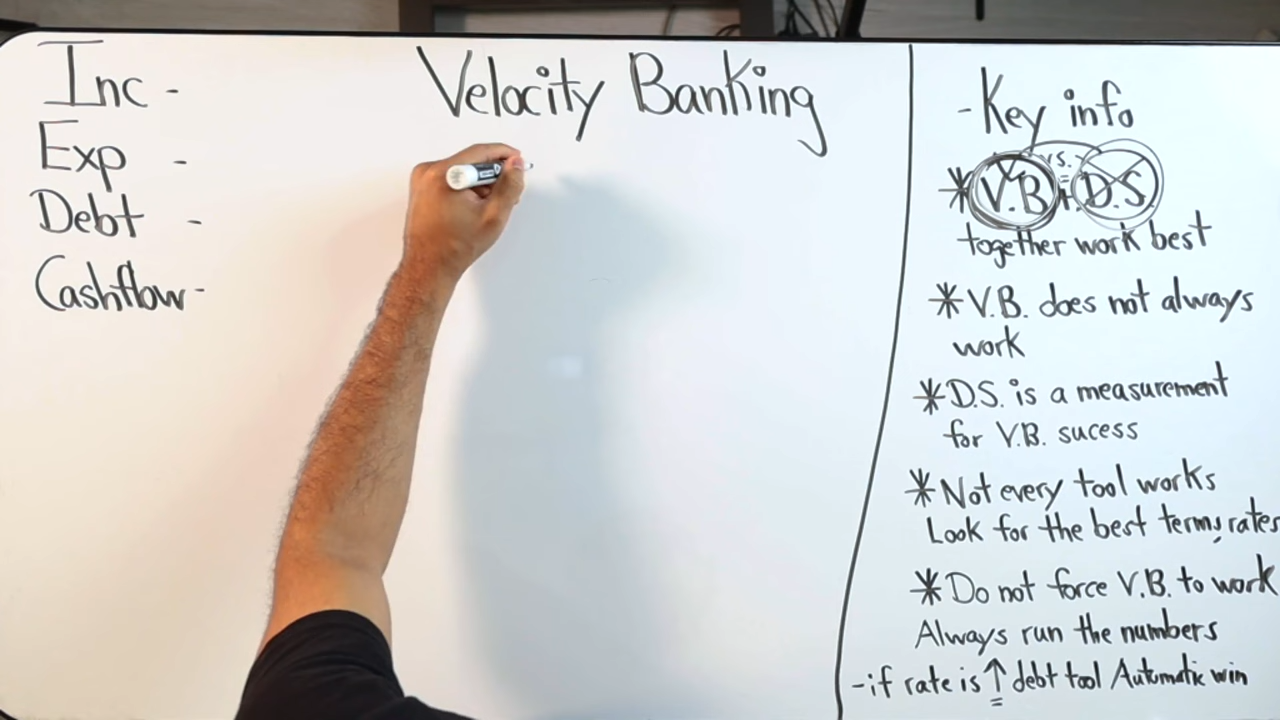 Velocity Banking
Inc -
Exp -
Debt -
Cashflow -
- Key info
vs.
* V.B + D.S
together work best
* V.B. does not always
work
* D.S. is a measurement
for V.B. sucess
* Not every tool works
Look for the best terms, rates
* Do not force V.B. to work
Always run the numbers
- if rate is ↑ debt tool Automatic win